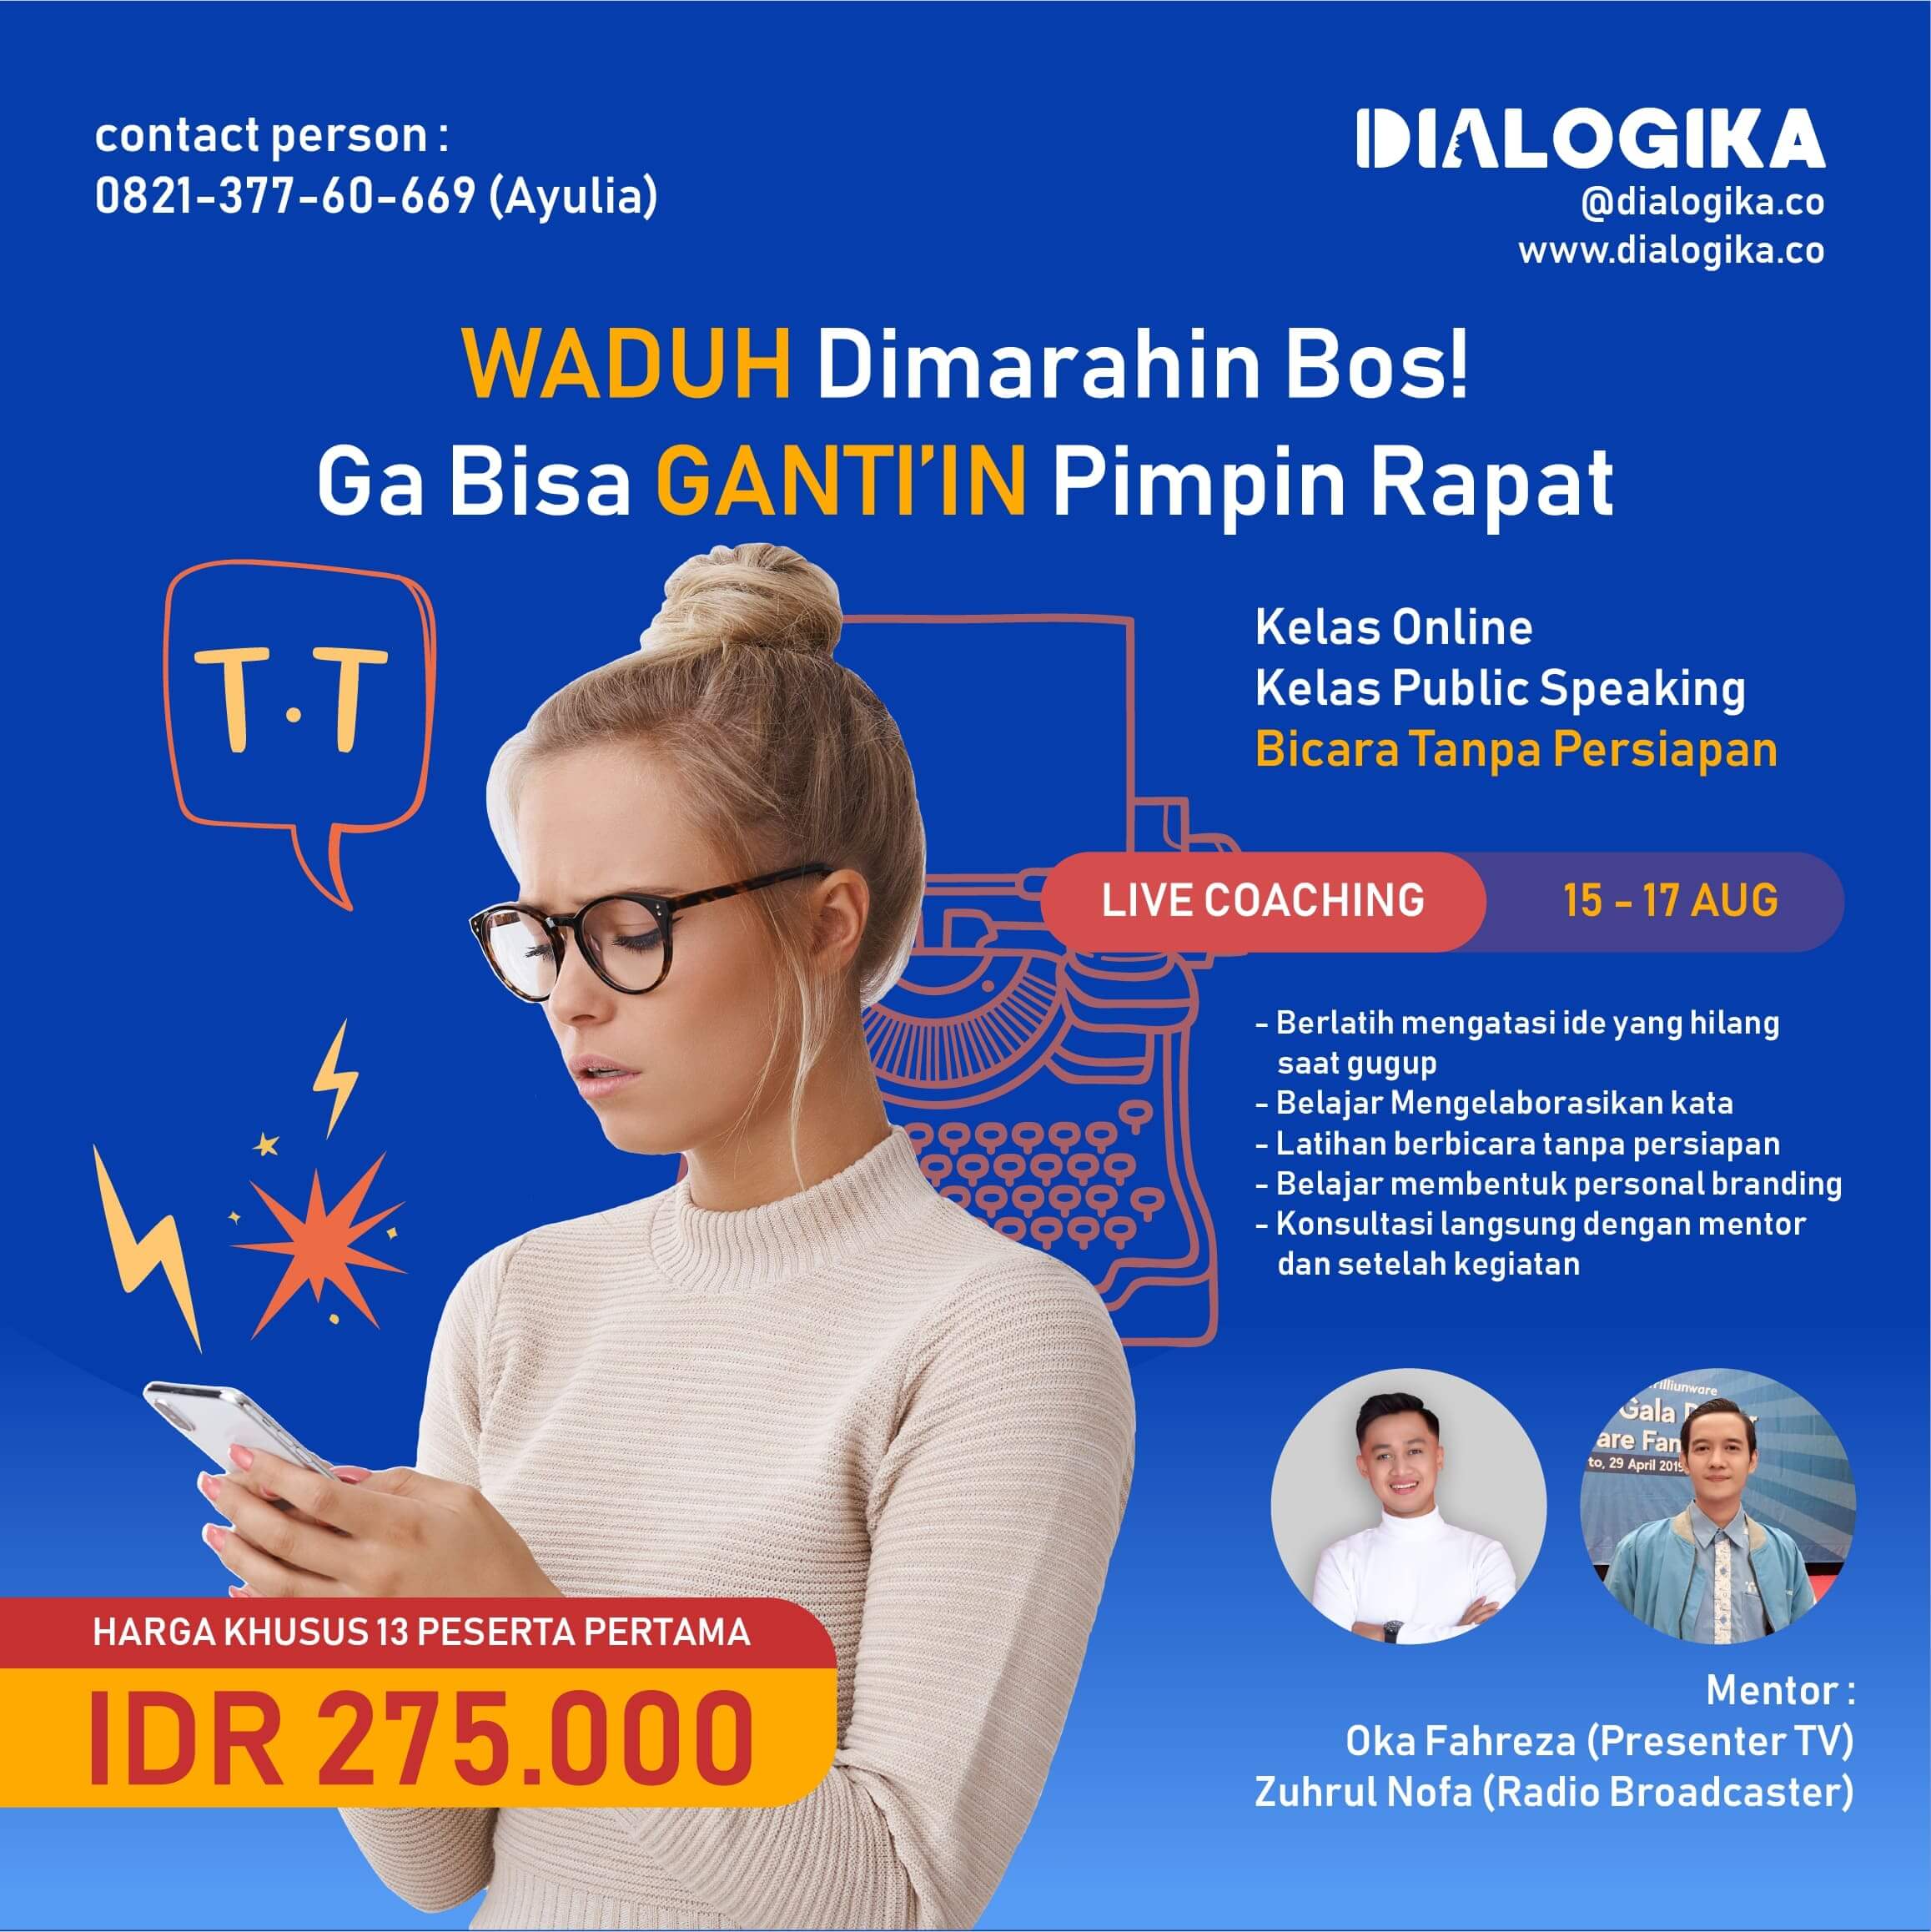 contact person :
0821-377-60-669 (Ayulia)
DIALOGIKA
@dialogika.co
www.dialogika.co
WADUH Dimarahin Bos!
Ga Bisa GANTI'IN Pimpin Rapat
T.T
Kelas Online
Kelas Public Speaking
Bicara Tanpa Persiapan
LIVE COACHING
15 - 17 AUG
- Berlatih mengatasi ide yang hilang
saat gugup
- Belajar Mengelaborasikan kata
- Latihan berbicara tanpa persiapan
- Belajar membentuk personal branding
- Konsultasi langsung dengan mentor
dan setelah kegiatan
Gala
29 April 2019
HARGA KHUSUS 13 PESERTA PERTAMA
IDR 275.000
Mentor :
Oka Fahreza (Presenter TV)
Zuhrul Nofa (Radio Broadcaster)